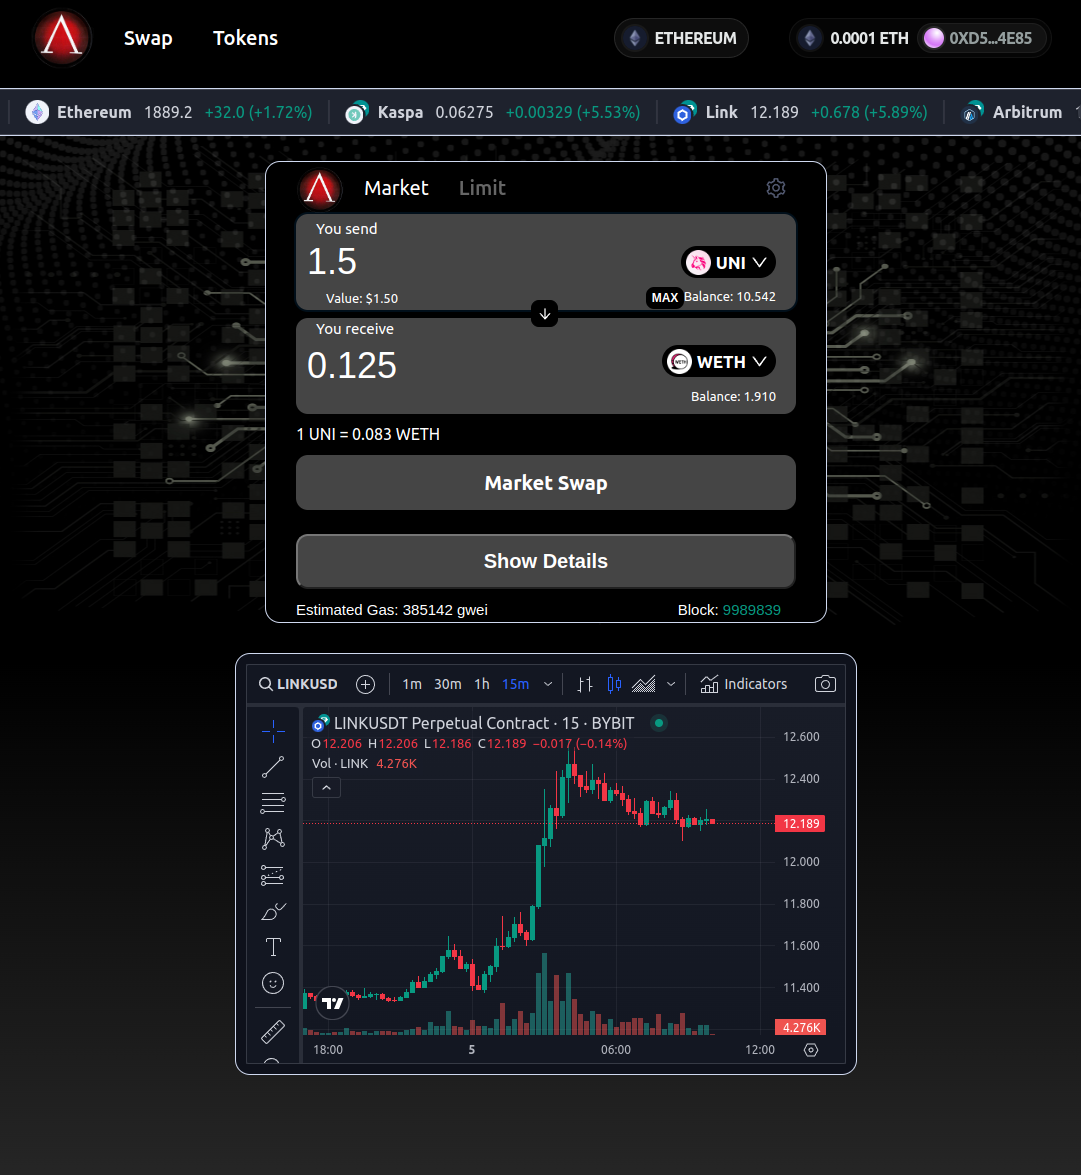 Swap Tokens ETHEREUM 0.0001 ETH 0XD5...4E85
Ethereum 1889.2 +32.0 (+1.72%) Kaspa 0.06275 +0.00329 (+5.53%) Link 12.189 +0.678 (+5.89%) Arbitrum
Market Limit
You send
1.5
UNI
Value: $1.50
MAX Balance: 10.542
You receive
0.125
WETH
Balance: 1.910
1 UNI = 0.083 WETH
Market Swap
Show Details
Estimated Gas: 385142 gwei Block: 9989839
LINKUSD 1m 30m 1h 15m Indicators
LINKUSDT Perpetual Contract · 15 · BYBIT
O12.206 H12.206 L12.186 C12.189 −0.017 (−0.14%)
Vol · LINK 4.276K
12.600
12.400
12.189
12.000
11.800
11.600
11.400
4.276K
18:00 5 06:00 12:00